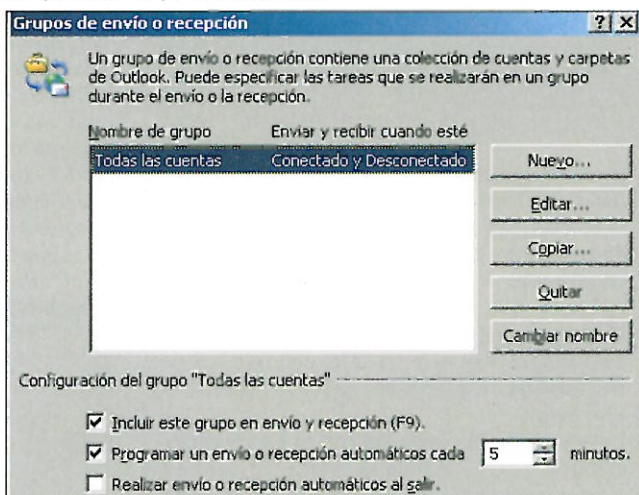 Grupos de envío o recepción
Un grupo de envío o recepción contiene una colección de cuentas y carpetas
de Outlook. Puede especificar las tareas que se realizarán en un grupo
durante el envío o la recepción.
Nombre de grupo Enviar y recibir cuando esté
Todas las cuentas Conectado y Desconectado
Nuevo...
Editar...
Copiar...
Quitar
Cambiar nombre
Configuración del grupo "Todas las cuentas"
Incluir este grupo en envío y recepción (F9).
Programar un envío o recepción automáticos cada 5 minutos.
Realizar envío o recepción automáticos al salir.